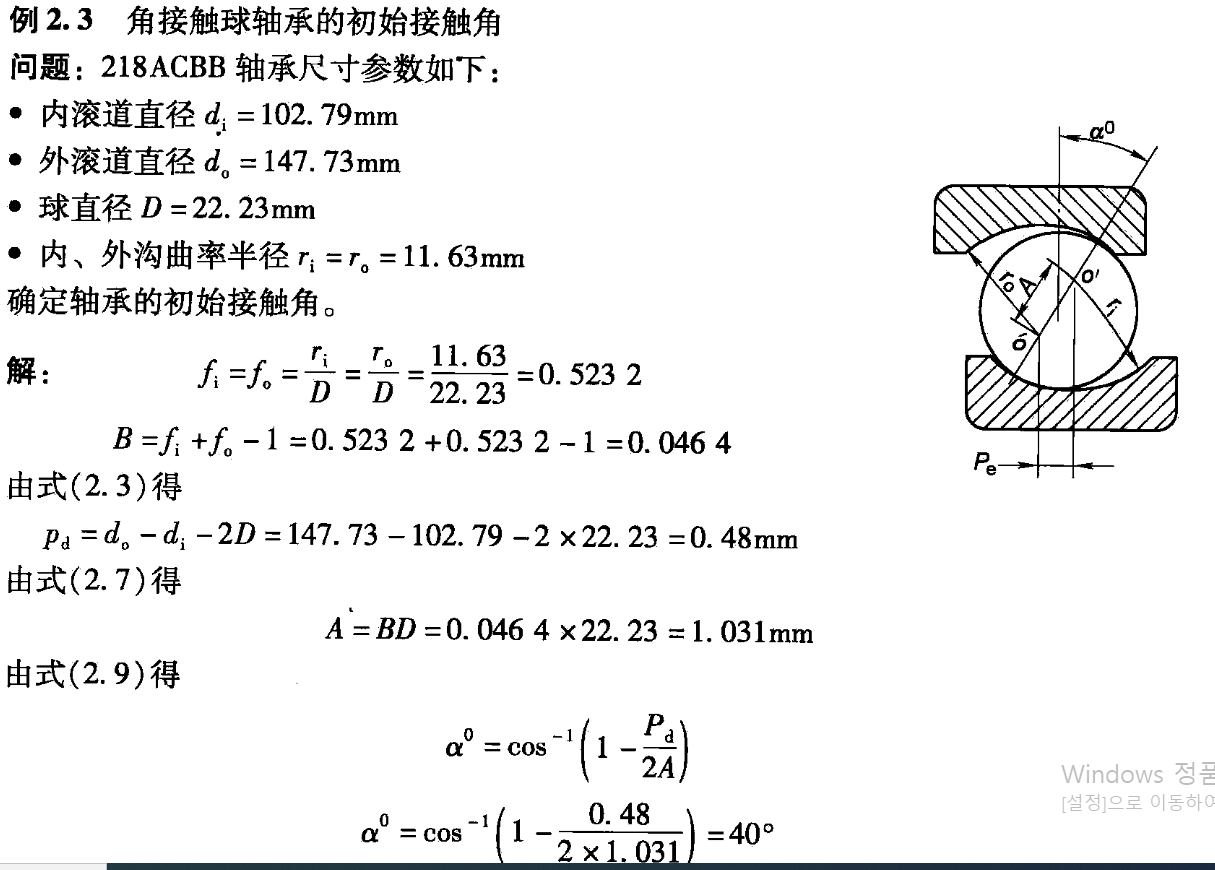 例 2.3 角接触球轴承的初始接触角
问题：218ACBB 轴承尺寸参数如下：
• 内滚道直径 dᵢ = 102.79mm
• 外滚道直径 dₒ = 147.73mm
• 球直径 D = 22.23mm
• 内、外沟曲率半径 rᵢ = rₒ = 11.63mm
确定轴承的初始接触角。
解： fᵢ = fₒ = rᵢ/D = rₒ/D = 11.63/22.23 = 0.523 2
B = fᵢ + fₒ - 1 = 0.523 2 + 0.523 2 - 1 = 0.046 4
由式(2.3)得
p_d = dₒ - dᵢ - 2D = 147.73 - 102.79 - 2 × 22.23 = 0.48mm
由式(2.7)得
A = BD = 0.046 4 × 22.23 = 1.031mm
由式(2.9)得
α⁰ = cos⁻¹(1 - P_d/2A)
α⁰ = cos⁻¹(1 - 0.48/2 × 1.031) = 40°
α⁰
rₒ
A
O'
rᵢ
Pₑ
Windows 정품
[설정]으로 이동하여